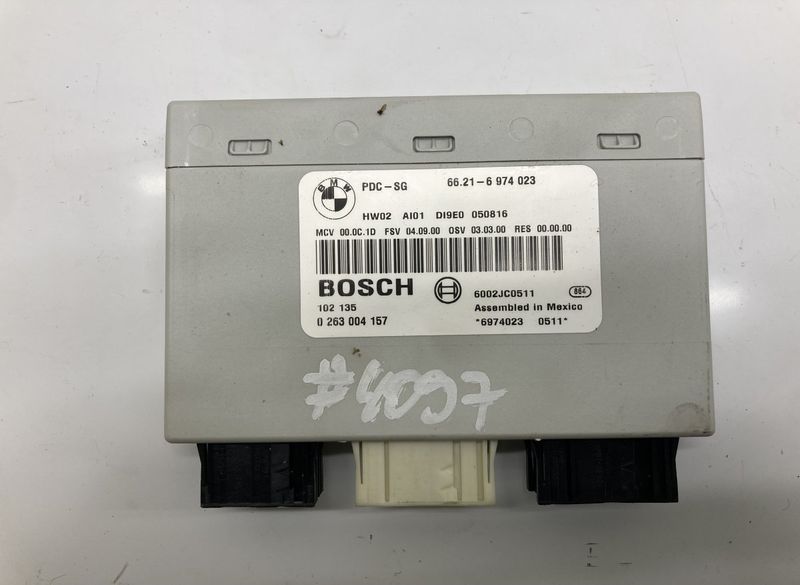 BMW
PDC-SG 66.21-6 974 023
HW02 AI01 DI9E0 050816
MCV 00.0C.1D FSV 04.09.00 OSV 03.03.00 RES 00.00.00
BOSCH 6002JC0511 864
102 135 Assembled in Mexico
0 263 004 157 *6974023 0511*
#4097